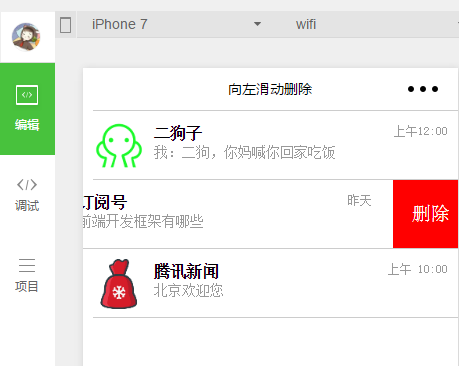 iPhone 7
wifi
编辑
调试
项目
向左滑动删除
二狗子
上午12:00
我：二狗，你妈喊你回家吃饭
订阅号
昨天
前端开发框架有哪些
删除
腾讯新闻
上午 10:00
北京欢迎您